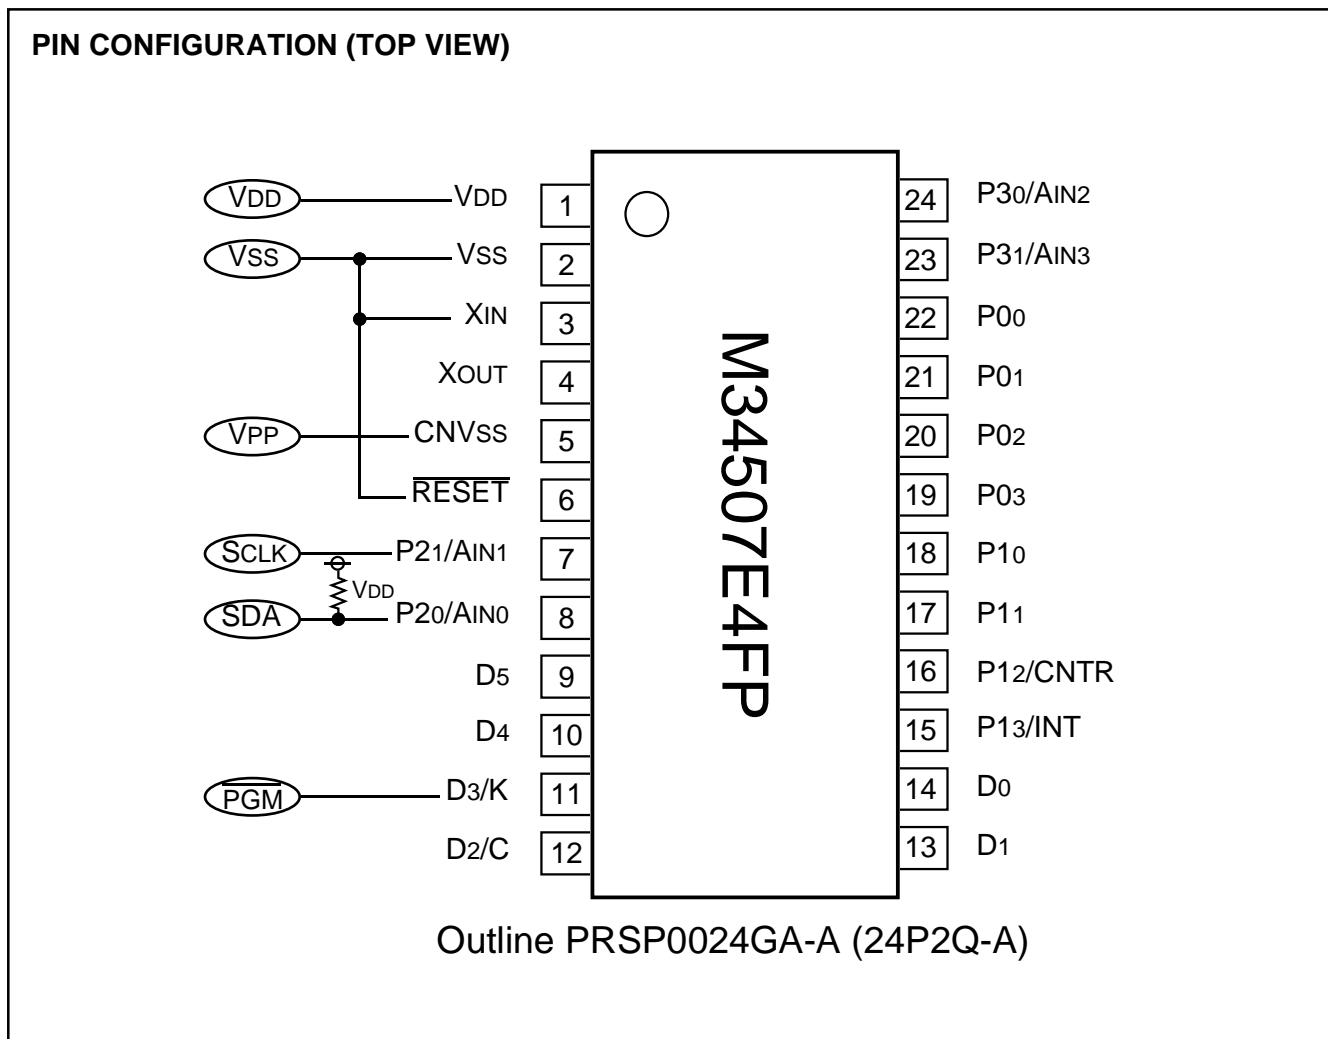 PIN CONFIGURATION (TOP VIEW)
VDD VDD 1 24 P30/AIN2
VSS VSS 2 23 P31/AIN3
XIN 3 22 P00
XOUT 4 21 P01
VPP CNVSS 5 20 P02
RESET 6 19 P03
SCLK P21/AIN1 7 18 P10
VDD
SDA P20/AIN0 8 17 P11
D5 9 16 P12/CNTR
D4 10 15 P13/INT
PGM D3/K 11 14 D0
D2/C 12 13 D1
M34507E4FP
Outline PRSP0024GA-A (24P2Q-A)